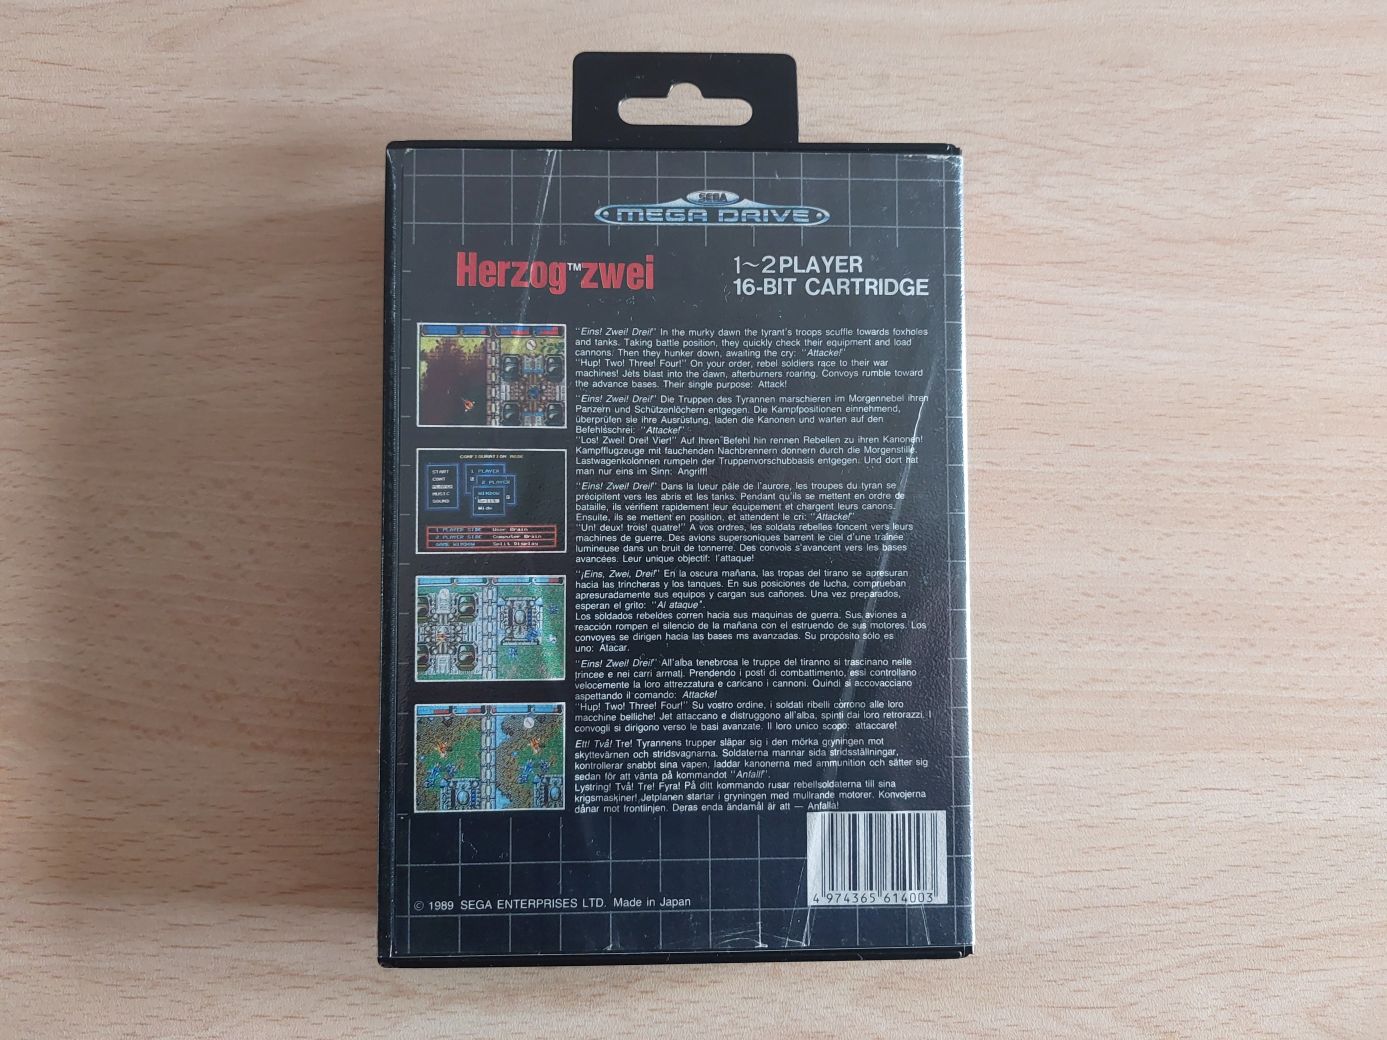 SEGA
MEGA DRIVE
Herzog™zwei
1~2 PLAYER
16-BIT CARTRIDGE
"Eins! Zwei! Drei!" In the murky dawn the tyrant's troops scuffle towards foxholes
and tanks. Taking battle position, they quickly check their equipment and load
cannons. Then they hunker down, awaiting the cry: "Attacke!"
"Hup! Two! Three! Four!" On your order, rebel soldiers race to their war
machines! Jets blast into the dawn, afterburners roaring. Convoys rumble toward
the advance bases. Their single purpose: Attack!
"Eins! Zwei! Drei!" Die Truppen des Tyrannen marschieren im Morgennebel ihren
Panzern und Schützenlöchern entgegen. Die Kampfpositionen einnehmend,
überprüfen sie ihre Ausrüstung, laden die Kanonen und warten auf den
Befehlsschrei: "Attacke!"
"Los! Zwei! Drei! Vier!" Auf Ihren Befehl hin rennen Rebellen zu ihren Kanonen!
Kampfflugzeuge mit fauchenden Nachbrennern donnern durch die Morgenstille.
Lastwagenkolonnen rumpeln der Truppenvorschubbasis entgegen. Und dort hat
man nur eins im Sinn: Angriff!
CONFIGURATION MODE
START
CONT
PLAYER
MUSIC
SOUND
1 PLAYER
2 PLAYER
WINDOW
Split
Wide
1 PLAYER SIDE User Brain
2 PLAYER SIDE Computer Brain
GAME WINDOW Split Display
"Eins! Zwei! Drei!" Dans la lueur pâle de l'aurore, les troupes du tyran se
précipitent vers les abris et les tanks. Pendant qu'ils se mettent en ordre de
bataille, ils vérifient rapidement leur équipement et chargent leurs canons.
Ensuite, ils se mettent en position, et attendent le cri: "Attacke!"
"Un! deux! trois! quatre!" A vos ordres, les soldats rebelles foncent vers leurs
machines de guerre. Des avions supersoniques barrent le ciel d'une traînée
lumineuse dans un bruit de tonnerre. Des convois s'avancent vers les bases
avancées. Leur unique objectif: l'attaque!
"¡Eins, Zwei, Drei!" En la oscura mañana, las tropas del tirano se apresuran
hacia las trincheras y los tanques. En sus posiciones de lucha, comprueban
apresuradamente sus equipos y cargan sus cañones. Una vez preparados,
esperan el grito: "Al ataque".
Los soldados rebeldes corren hacia sus maquinas de guerra. Sus aviones a
reacción rompen el silencio de la mañana con el estruendo de sus motores. Los
convoyes se dirigen hacia las bases ms avanzadas. Su propósito sólo es
uno: Atacar.
"Eins! Zwei! Drei!" All'alba tenebrosa le truppe del tiranno si trascinano nelle
trincee e nei carri armati. Prendendo i posti di combattimento, essi controllano
velocemente la loro attrezzatura e caricano i cannoni. Quindi si accovacciano
aspettando il comando: Attacke!
"Hup! Two! Three! Four!" Su vostro ordine, i soldati ribelli corrono alle loro
macchine belliche! Jet attaccano e distruggono all'alba, spinti dai loro retrorazzi. I
convogli si dirigono verso le basi avanzate. Il loro unico scopo: attaccare!
Ett! Två! Tre! Tyrannens trupper släpar sig i den mörka gryningen mot
skyttevärnen och stridsvagnarna. Soldaterna mannar sida stridsställningar,
kontrollerar snabbt sina vapen, laddar kanonerna med ammunition och sätter sig
sedan för att vänta på kommandot "Anfall!".
Lystring! Två! Tre! Fyra! På ditt kommando rusar rebellsoldaterna till sina
krigsmaskiner! Jetplanen startar i gryningen med mullrande motorer. Konvojerna
dånar mot frontlinjen. Deras enda ändamål är att — Anfalla!
© 1989 SEGA ENTERPRISES LTD. Made in Japan
4 974365 614003